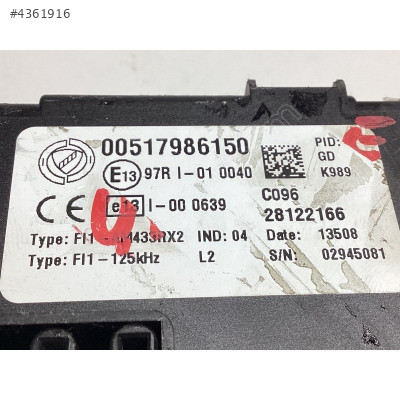 #4361916
00517986150
PID:
GD
K989
E13 97R I-01 0040
CE e13 I-00 0639
C096
28122166
Type: FI1 433RX2 IND: 04 Date: 13508
Type: FI1-125kHz L2 S/N: 02945081